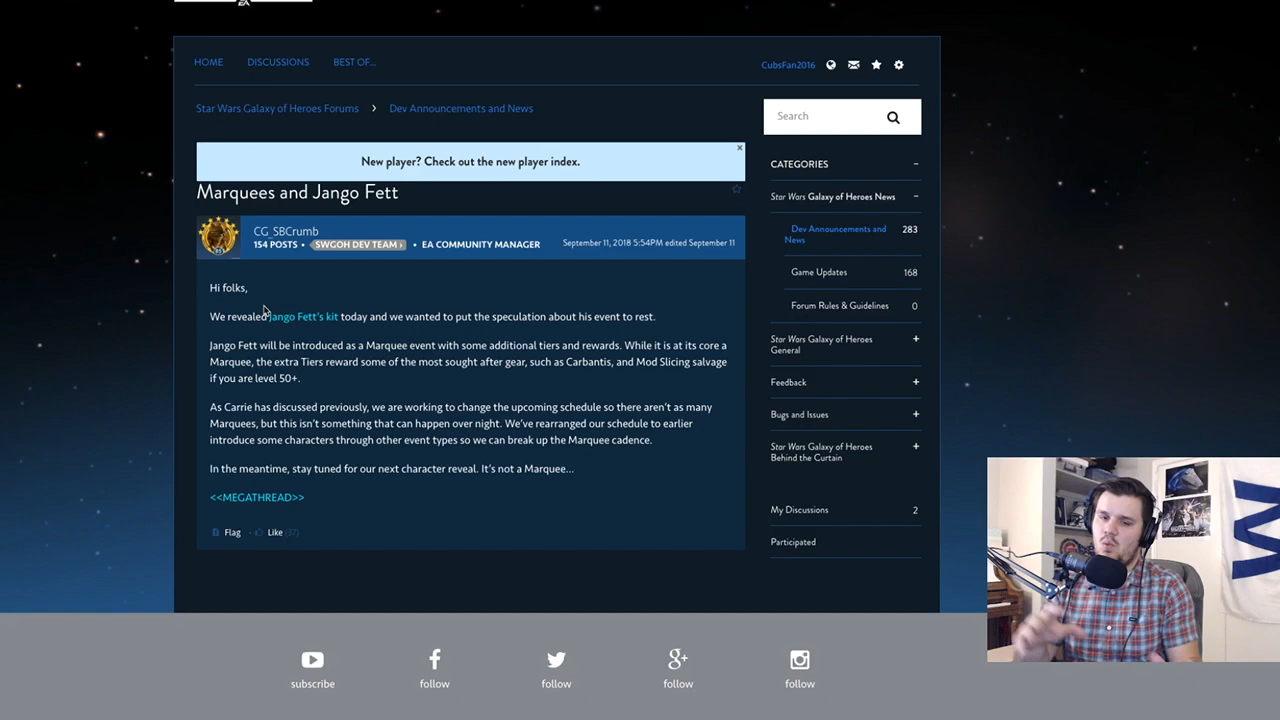 EA
HOME DISCUSSIONS BEST OF...
CubsFan2016
Star Wars Galaxy of Heroes Forums › Dev Announcements and News
Search
New player? Check out the new player index.
Marquees and Jango Fett
CG_SBCrumb
154 POSTS • SWGOH DEV TEAM › • EA COMMUNITY MANAGER
September 11, 2018 5:54PM edited September 11
Hi folks,
We revealed Jango Fett's kit today and we wanted to put the speculation about his event to rest.
Jango Fett will be introduced as a Marquee event with some additional tiers and rewards. While it is at its core a
Marquee, the extra Tiers reward some of the most sought after gear, such as Carbantis, and Mod Slicing salvage
if you are level 50+.
As Carrie has discussed previously, we are working to change the upcoming schedule so there aren't as many
Marquees, but this isn't something that can happen over night. We've rearranged our schedule to earlier
introduce some characters through other event types so we can break up the Marquee cadence.
In the meantime, stay tuned for our next character reveal. It's not a Marquee...
<<MEGATHREAD>>
Flag • Like (37)
CATEGORIES −
Star Wars Galaxy of Heroes News −
Dev Announcements and 283
News
Game Updates 168
Forum Rules & Guidelines 0
Star Wars Galaxy of Heroes +
General
Feedback +
Bugs and Issues +
Star Wars Galaxy of Heroes +
Behind the Curtain
My Discussions 2
Participated
W
subscribe follow follow follow follow